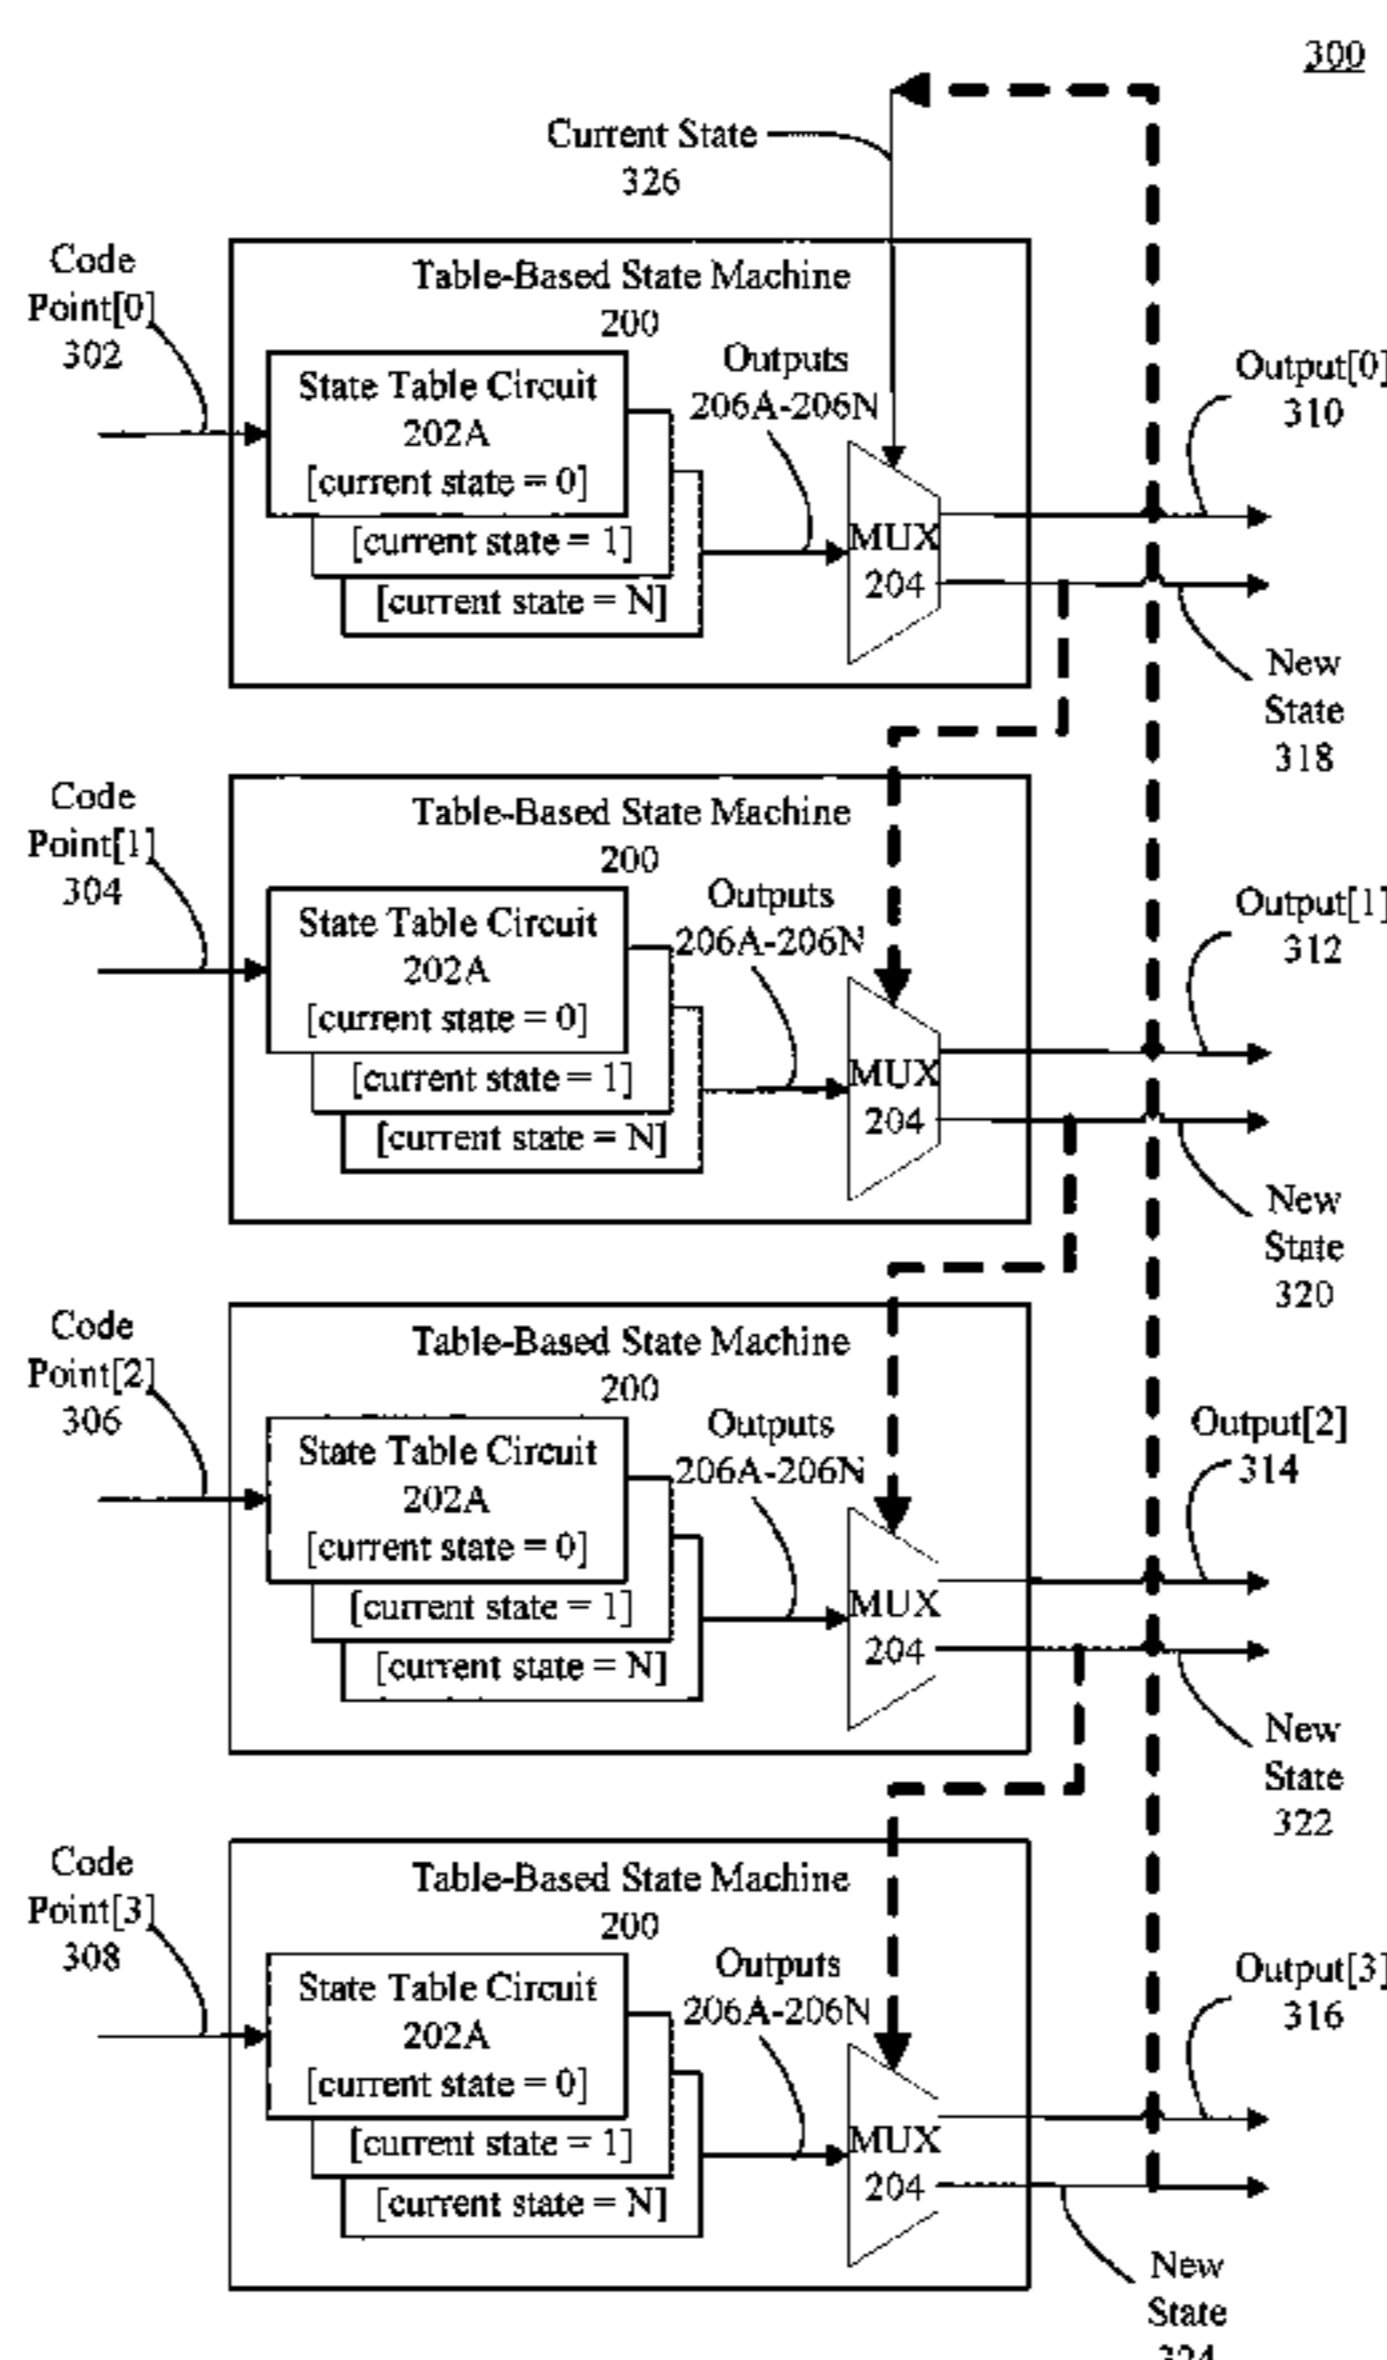 300
Current State
326
Code
Point[0]
302
Table-Based State Machine
200
State Table Circuit
202A
[current state = 0]
[current state = 1]
[current state = N]
Outputs
206A-206N
MUX
204
Output[0]
310
New
State
318
Code
Point[1]
304
Table-Based State Machine
200
State Table Circuit
202A
[current state = 0]
[current state = 1]
[current state = N]
Outputs
206A-206N
MUX
204
Output[1]
312
New
State
320
Code
Point[2]
306
Table-Based State Machine
200
State Table Circuit
202A
[current state = 0]
[current state = 1]
[current state = N]
Outputs
206A-206N
MUX
204
Output[2]
314
New
State
322
Code
Point[3]
308
Table-Based State Machine
200
State Table Circuit
202A
[current state = 0]
[current state = 1]
[current state = N]
Outputs
206A-206N
MUX
204
Output[3]
316
New
State